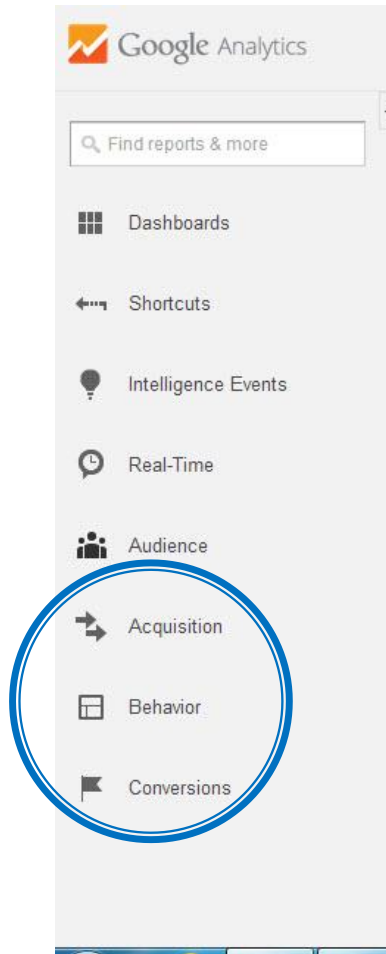 Google Analytics
Find reports & more
Dashboards
Shortcuts
Intelligence Events
Real-Time
Audience
Acquisition
Behavior
Conversions